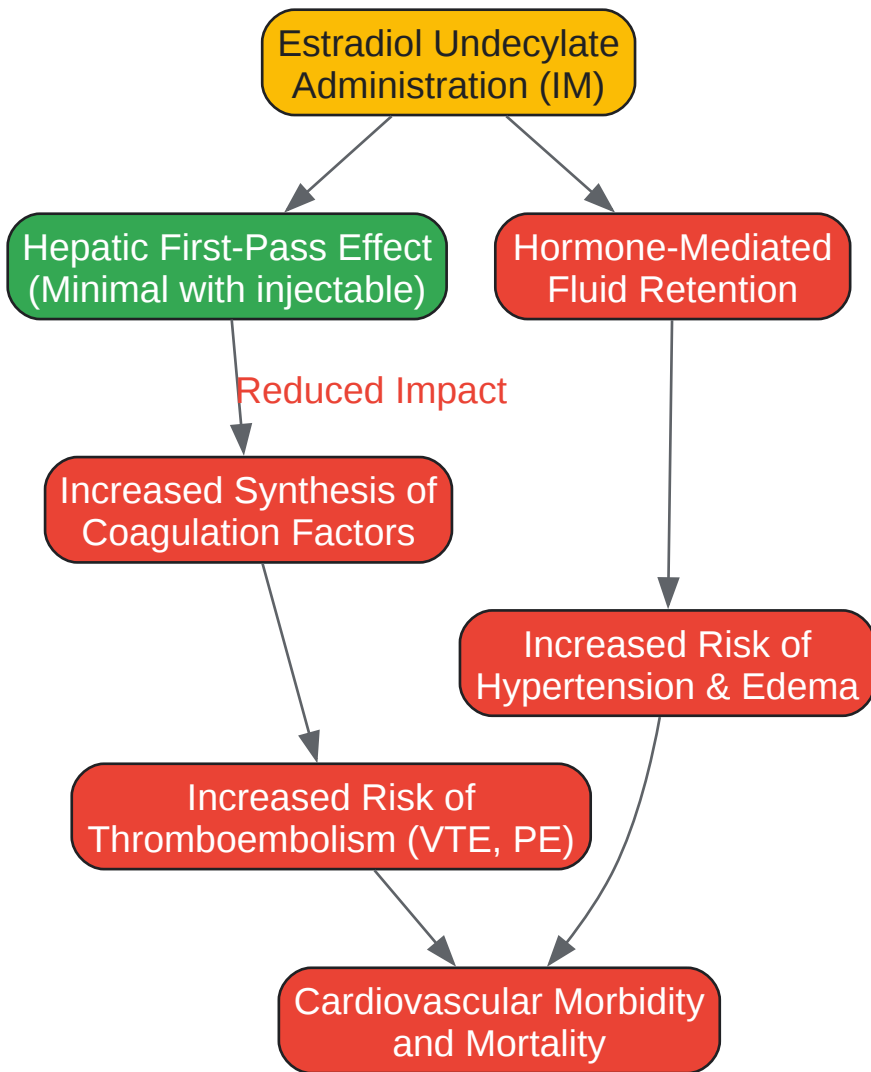 Estradiol Undecylate
Administration (IM)
Hepatic First-Pass Effect
(Minimal with injectable)
Hormone-Mediated
Fluid Retention
Reduced Impact
Increased Synthesis of
Coagulation Factors
Increased Risk of
Hypertension & Edema
Increased Risk of
Thromboembolism (VTE, PE)
Cardiovascular Morbidity
and Mortality